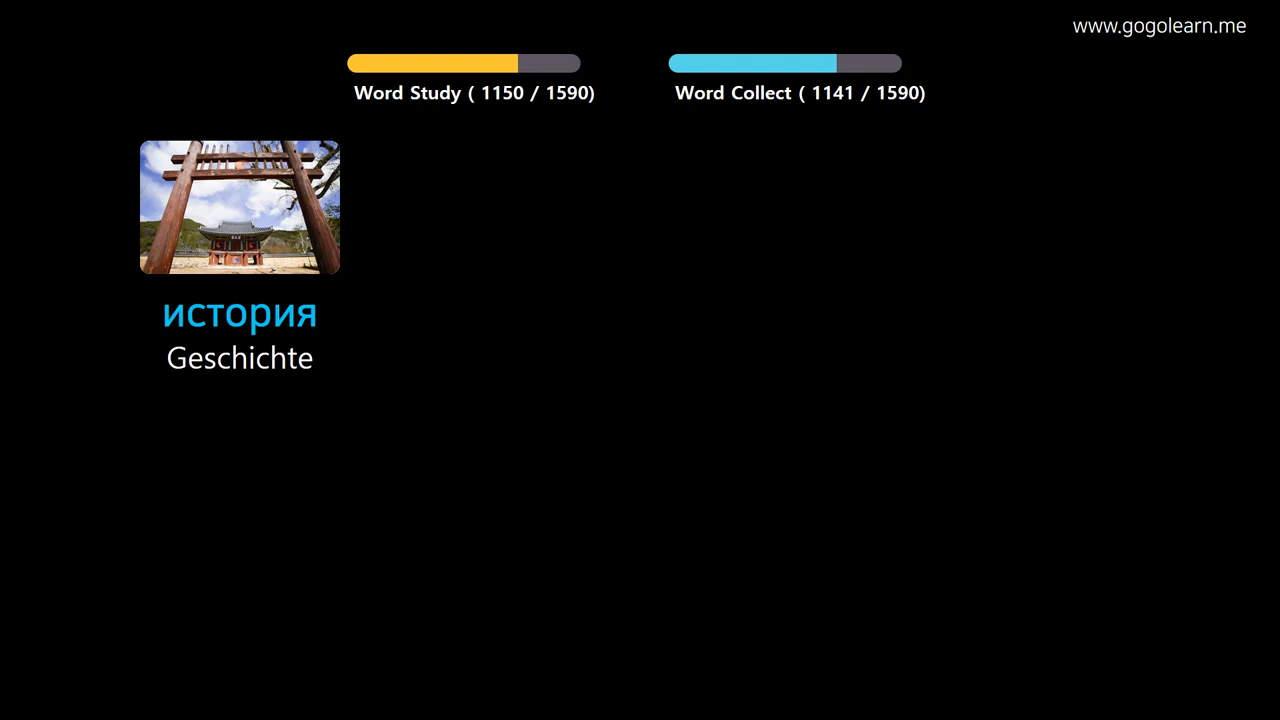 www.gogolearn.me
Word Study ( 1150 / 1590)
Word Collect ( 1141 / 1590)
история
Geschichte